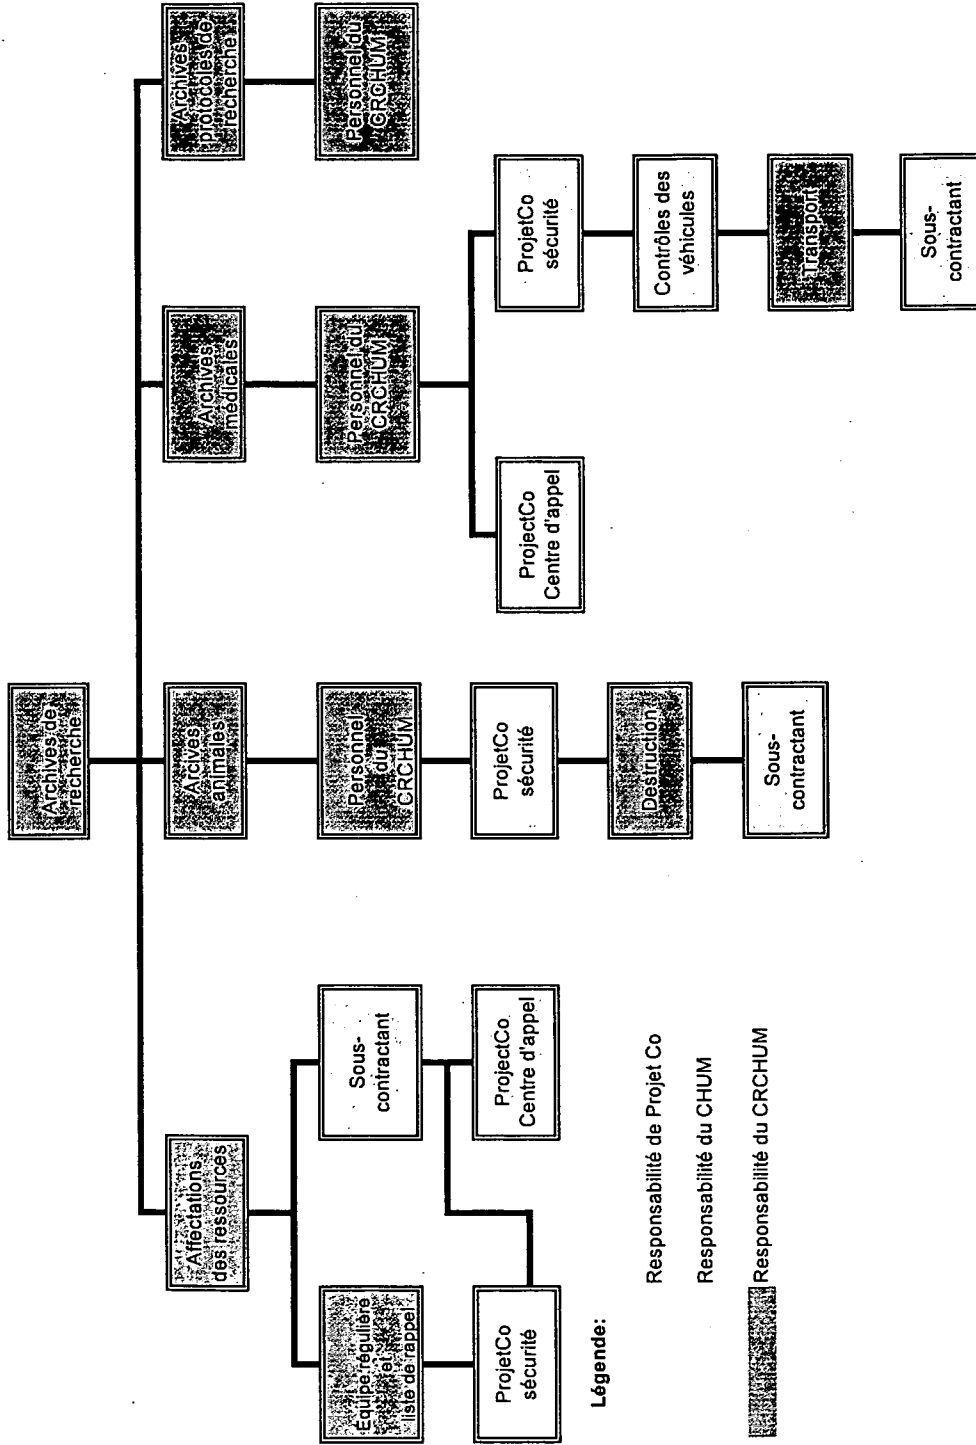 Archives de
recherche
Affectations
des ressources
Arcives
animales
Archives
médicales
Archives
protocoles de
recherche
Équipe régulière
et
liste de rappel
Sous-
contractant
Personnel
du
CRCHUM
Personnel du
CRCHUM
Personnel du
CRCHUM
ProjetCo
sécurité
ProjectCo
Centre d'appel
ProjetCo
sécurité
ProjectCo
Centre d'appel
ProjetCo
sécurité
Destruction
Contrôles des
véhicules
Sous-
contractant
Transport
Sous-
contractant
Légende:
Responsabilité de Projet Co
Responsabilité du CHUM
Responsabilité du CRCHUM